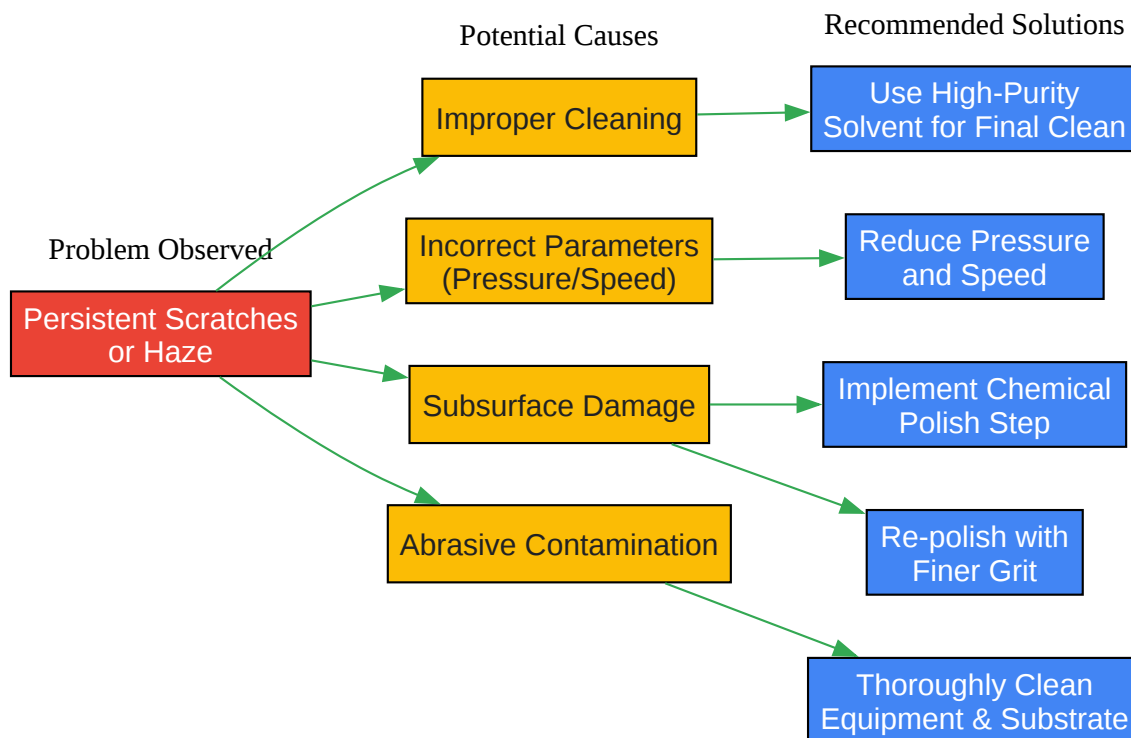 Potential Causes
Recommended Solutions
Improper Cleaning
Use High-Purity
Solvent for Final Clean
Problem Observed
Incorrect Parameters
(Pressure/Speed)
Reduce Pressure
and Speed
Persistent Scratches
or Haze
Subsurface Damage
Implement Chemical
Polish Step
Abrasive Contamination
Re-polish with
Finer Grit
Thoroughly Clean
Equipment & Substrate